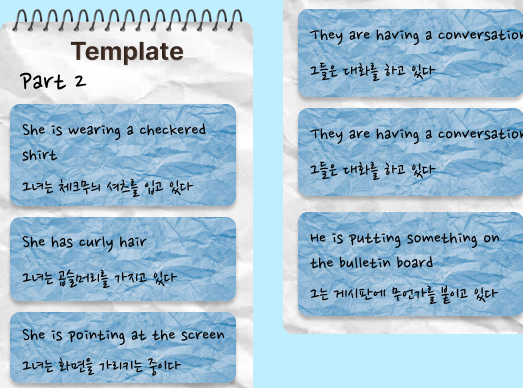 Template
Part 2
She is wearing a checkered
shirt
그녀는 체크무늬 셔츠를 입고 있다
She has curly hair
그녀는 곱슬머리를 가지고 있다
She is pointing at the screen
그녀는 화면을 가리키는 중이다
They are having a conversation
그들은 대화를 하고 있다
They are having a conversation
그들은 대화를 하고 있다
He is putting something on
the bulletin board
그는 게시판에 무언가를 붙이고 있다